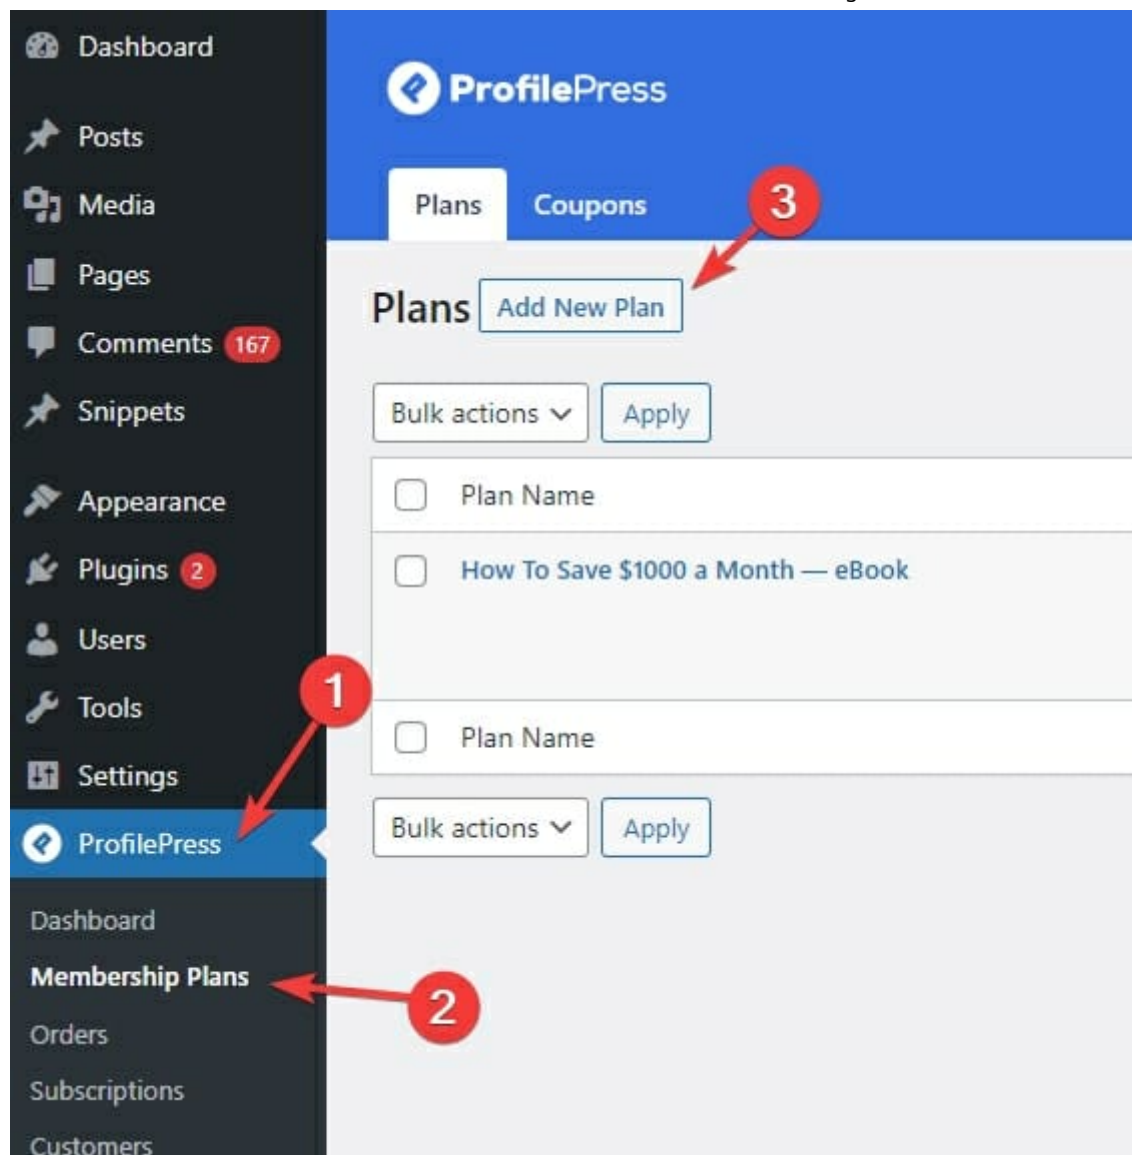 Dashboard
Posts
Media
Pages
Comments 167
Snippets
Appearance
Plugins 2
Users
Tools
Settings
ProfilePress
Dashboard
Membership Plans
Orders
Subscriptions
Customers
ProfilePress
Plans Coupons
3
Plans Add New Plan
Bulk actions Apply
Plan Name
How To Save $1000 a Month — eBook
1
Plan Name
Bulk actions Apply
2